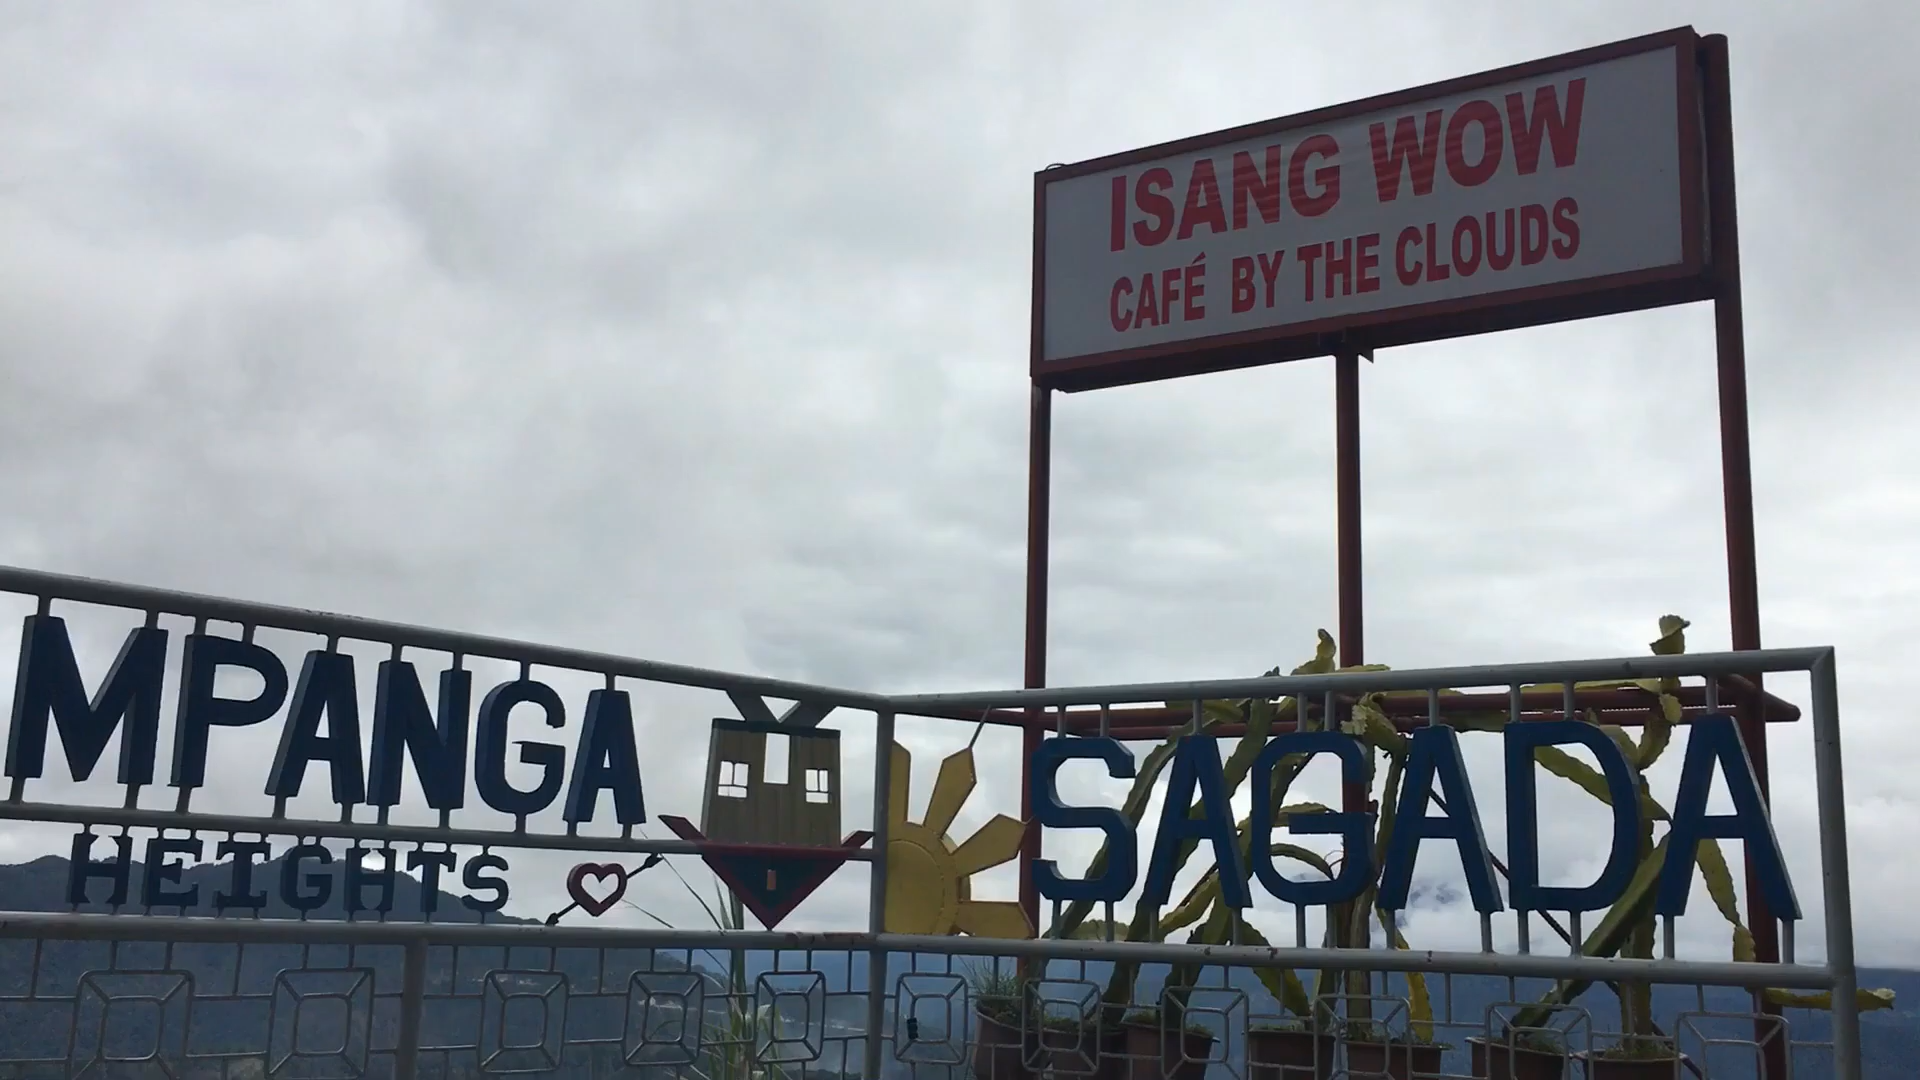 ISANG WOW
CAFÉ BY THE CLOUDS
MPANGA
HEIGHTS
SAGADA